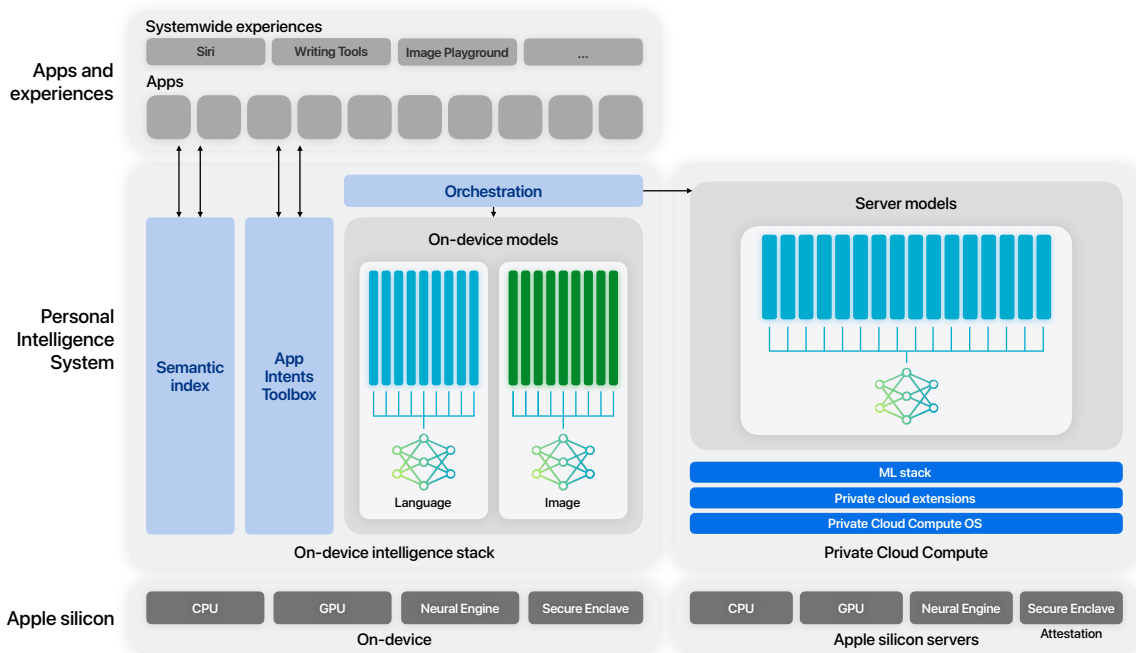 Systemwide experiences
Siri
Writing Tools
Image Playground
...
Apps and
experiences
Apps
Orchestration
Server models
On-device models
Personal
Intelligence
System
Semantic
index
App
Intents
Toolbox
Language
Image
ML stack
Private cloud extensions
Private Cloud Compute OS
On-device intelligence stack
Private Cloud Compute
Apple silicon
CPU
GPU
Neural Engine
Secure Enclave
On-device
CPU
GPU
Neural Engine
Secure Enclave
Attestation
Apple silicon servers